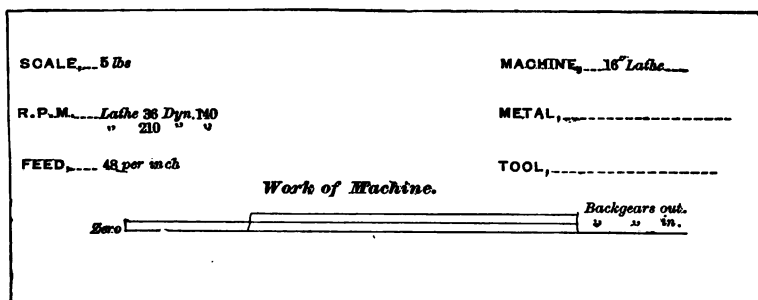 SCALE, 5 lbs MACHINE, 16" Lathe
R.P.M. Lathe 36 Dyn. 140 METAL,
" 210 " "
FEED, 48 per inch TOOL,
Work of Machine.
Backgears out.
Zero " " in.